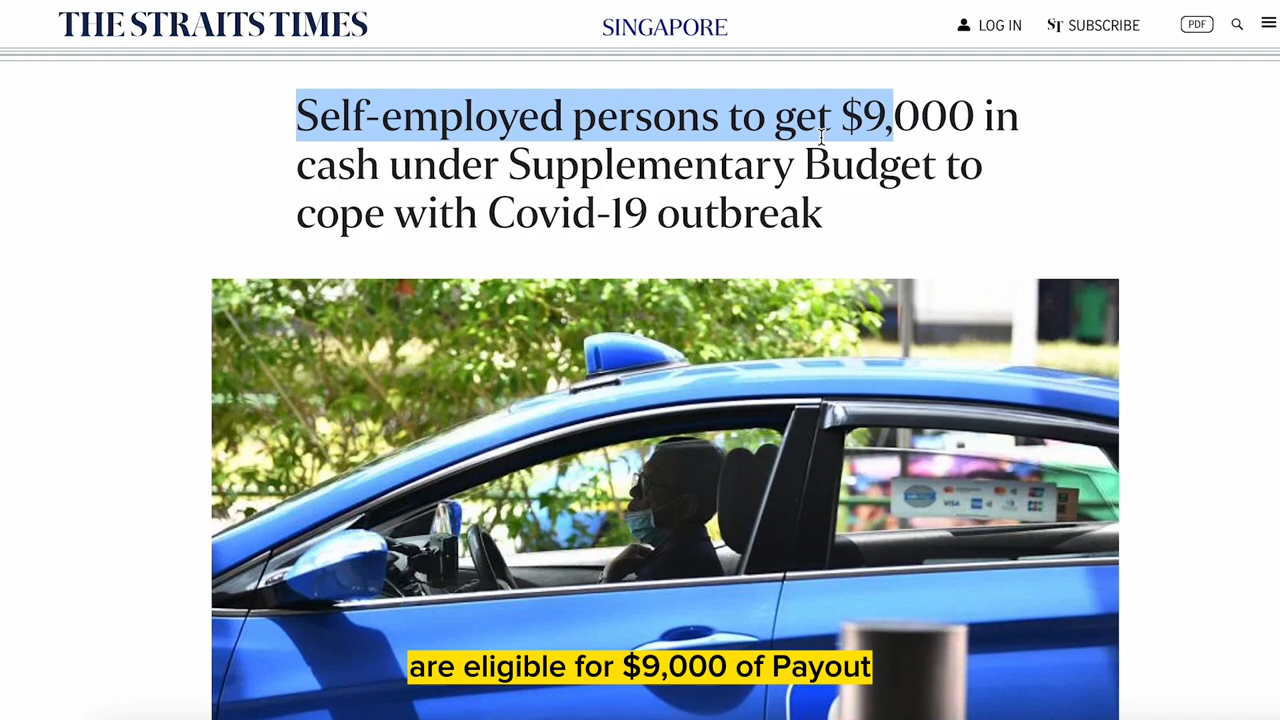 THE STRAITS TIMES
SINGAPORE
LOG IN
ST SUBSCRIBE
PDF
Self-employed persons to get $9,000 in
cash under Supplementary Budget to
cope with Covid-19 outbreak
VISA
are eligible for $9,000 of Payout